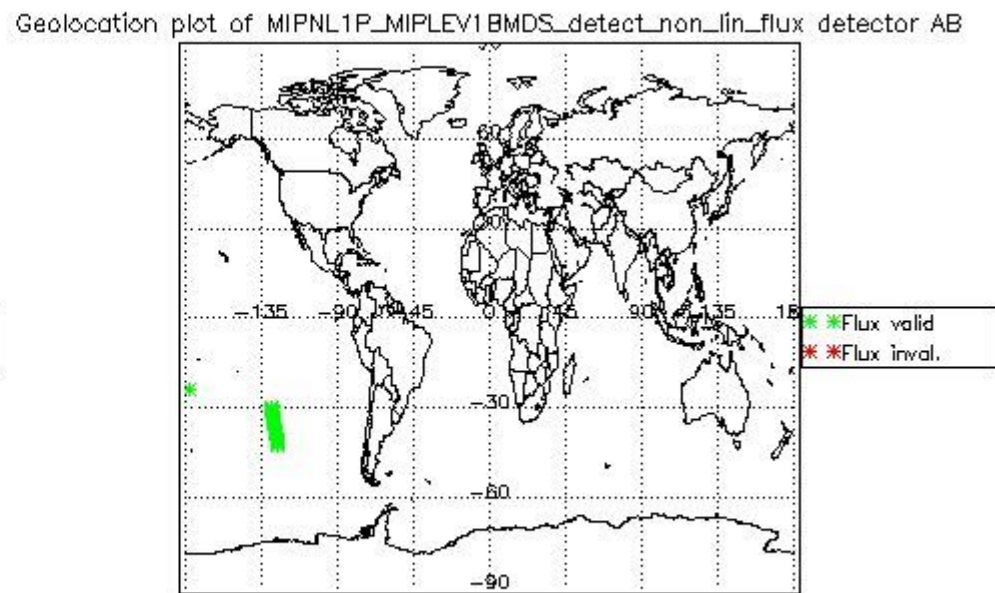 Geolocation plot of MIPNL1P_MIPLEV1BMDS_detect_non_lin_flux detector AB
60
-135 -90 -45 0 45 90 135 18
Flux valid
Flux inval.
-30
-60
-90